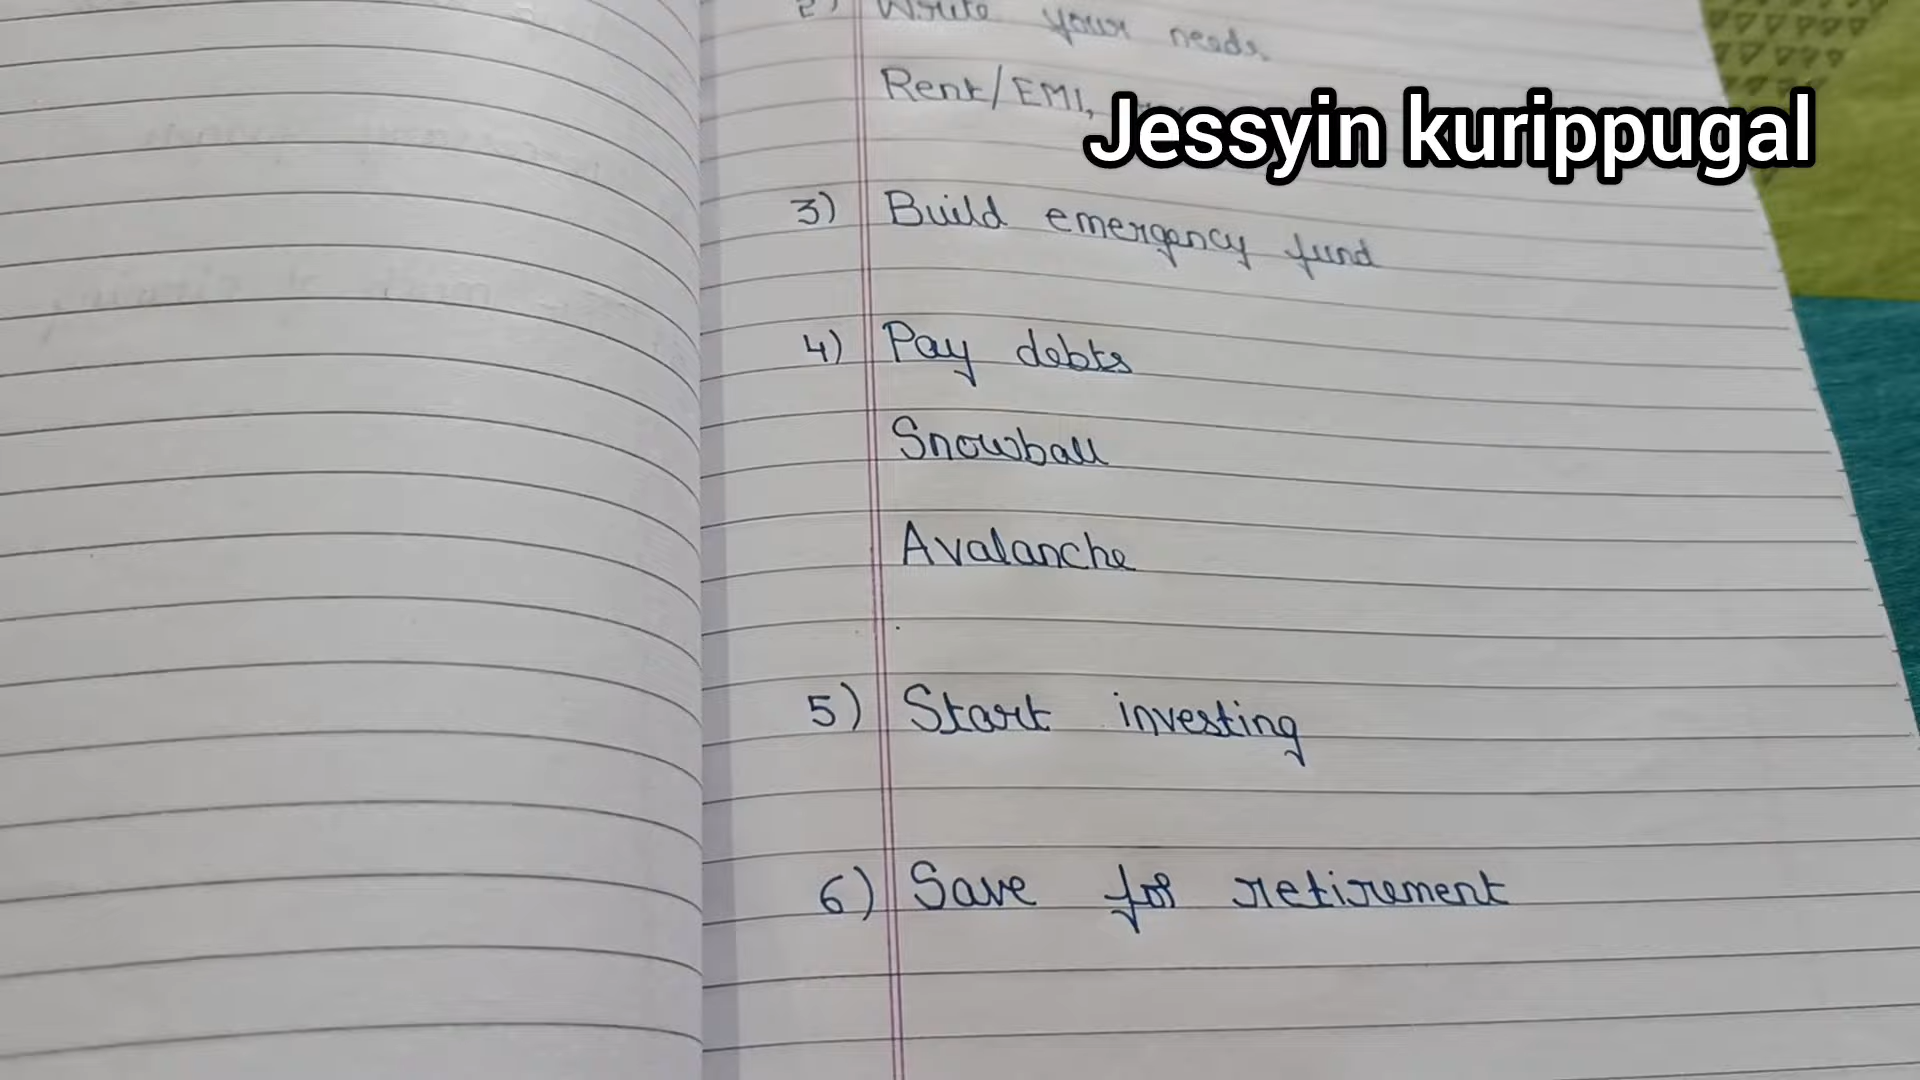 2) Write your needs
Rent/EMI,
Jessyin kurippugal
3) Build emergency fund
4) Pay debts
Snowball
Avalanche
5) Start investing
6) Save for retirement